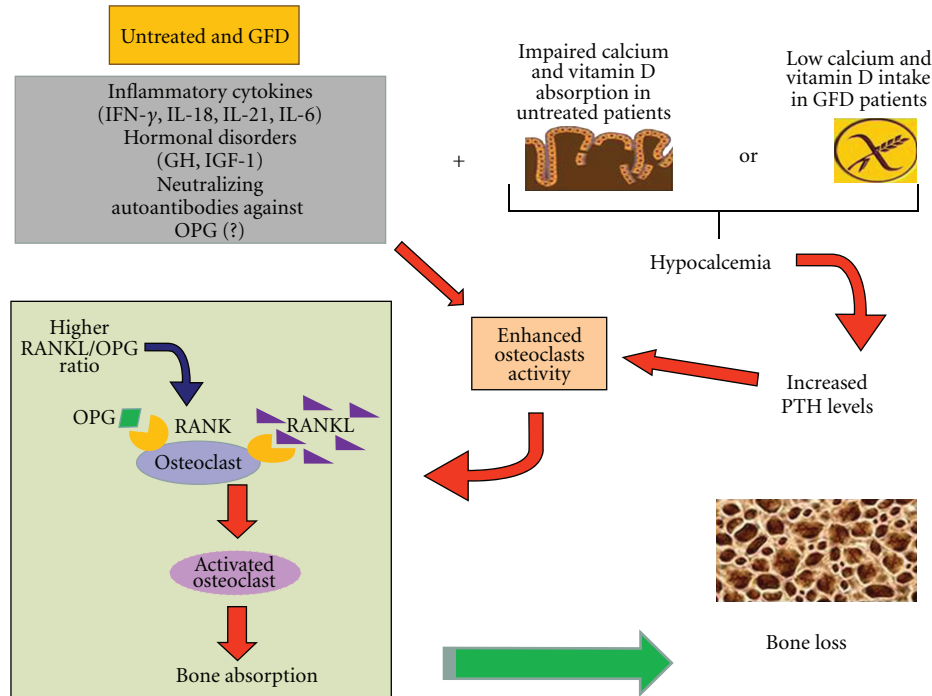 Untreated and GFD
Inflammatory cytokines
(IFN-γ, IL-18, IL-21, IL-6)
Hormonal disorders
(GH, IGF-1)
Neutralizing
autoantibodies against
OPG (?)
+
Impaired calcium
and vitamin D
absorption in
untreated patients
or
Low calcium and
vitamin D intake
in GFD patients
Hypocalcemia
Increased
PTH levels
Enhanced
osteoclasts
activity
Higher
RANKL/OPG
ratio
OPG
RANK
RANKL
Osteoclast
Activated
osteoclast
Bone absorption
Bone loss